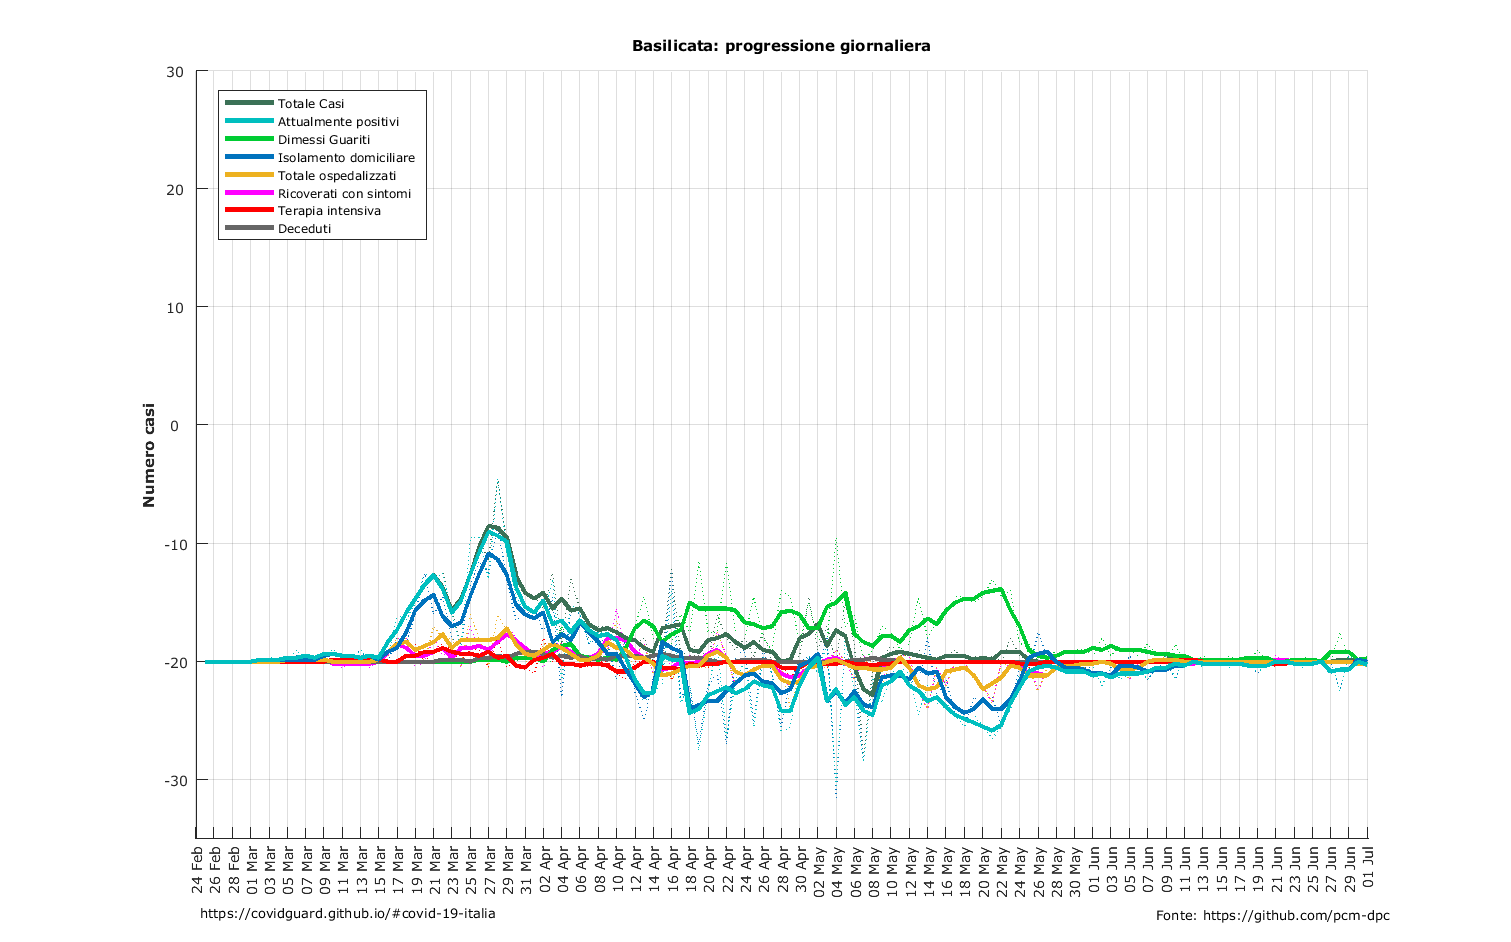 Basilicata: progressione giornaliera
Numero casi
30
20
10
0
-10
-20
-30
Totale Casi
Attualmente positivi
Dimessi Guariti
Isolamento domiciliare
Totale ospedalizzati
Ricoverati con sintomi
Terapia intensiva
Deceduti
24 Feb
26 Feb
28 Feb
01 Mar
03 Mar
05 Mar
07 Mar
09 Mar
11 Mar
13 Mar
15 Mar
17 Mar
19 Mar
21 Mar
23 Mar
25 Mar
27 Mar
29 Mar
31 Mar
02 Apr
04 Apr
06 Apr
08 Apr
10 Apr
12 Apr
14 Apr
16 Apr
18 Apr
20 Apr
22 Apr
24 Apr
26 Apr
28 Apr
30 Apr
02 May
04 May
06 May
08 May
10 May
12 May
14 May
16 May
18 May
20 May
22 May
24 May
26 May
28 May
30 May
01 Jun
03 Jun
05 Jun
07 Jun
09 Jun
11 Jun
13 Jun
15 Jun
17 Jun
19 Jun
21 Jun
23 Jun
25 Jun
27 Jun
29 Jun
01 Jul
https://covidguard.github.io/#covid-19-italia
Fonte: https://github.com/pcm-dpc